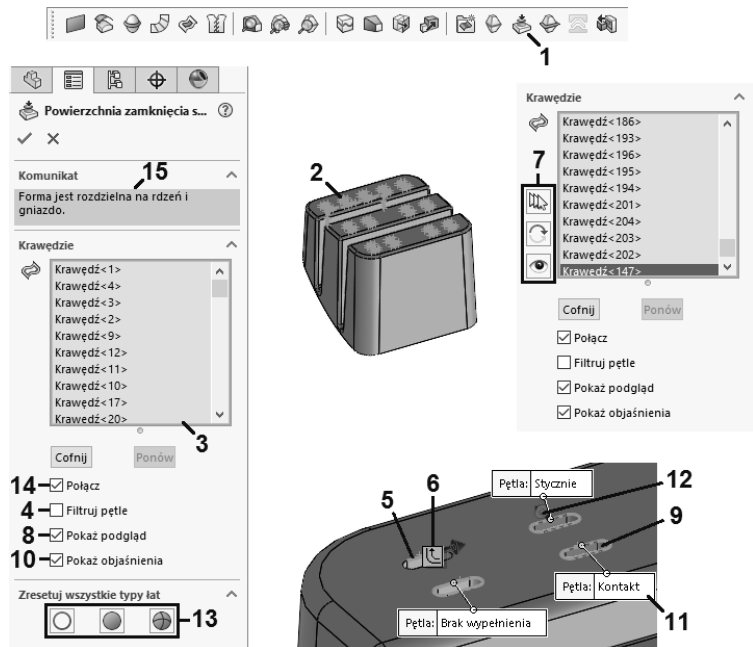 1
Powierzchnia zamknięcia s...
Komunikat
15
Forma jest rozdzielna na rdzeń i
gniazdo.
Krawędzie
Krawędź<1>
Krawędź<4>
Krawędź<3>
Krawędź<2>
Krawędź<9>
Krawędź<12>
Krawędź<11>
Krawędź<10>
Krawędź<17>
Krawędź<20>
3
Cofnij
Ponów
14
Połącz
4
Filtruj pętle
8
Pokaż podgląd
10
Pokaż objaśnienia
Zresetuj wszystkie typy łat
13
2
Krawędzie
7
Krawędź<186>
Krawędź<193>
Krawędź<196>
Krawędź<195>
Krawędź<194>
Krawędź<201>
Krawędź<204>
Krawędź<203>
Krawędź<202>
Krawędź<147>
Cofnij
Ponów
Połącz
Filtruj pętle
Pokaż podgląd
Pokaż objaśnienia
5
6
Pętla: Stycznie
12
9
Pętla: Kontakt
11
Pętla: Brak wypełnienia